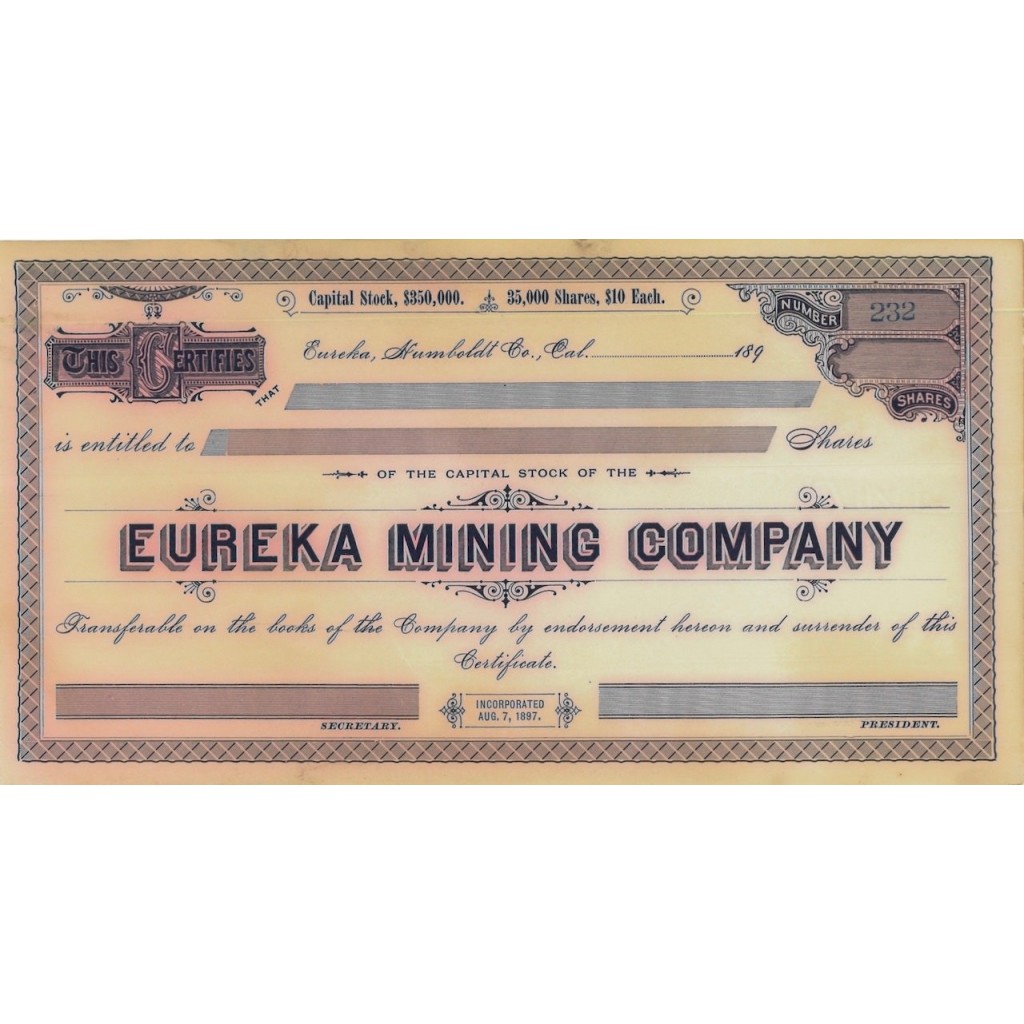 Capital Stock, $350,000. 35,000 Shares, $10 Each.
NUMBER 232
Eureka, Humboldt Co., Cal. 189
THIS CERTIFIES
THAT
SHARES
is entitled to Shares
OF THE CAPITAL STOCK OF THE
EUREKA MINING COMPANY
Transferable on the books of the Company by endorsement hereon and surrender of this
Certificate.
INCORPORATED
AUG. 7, 1897.
SECRETARY.
PRESIDENT.